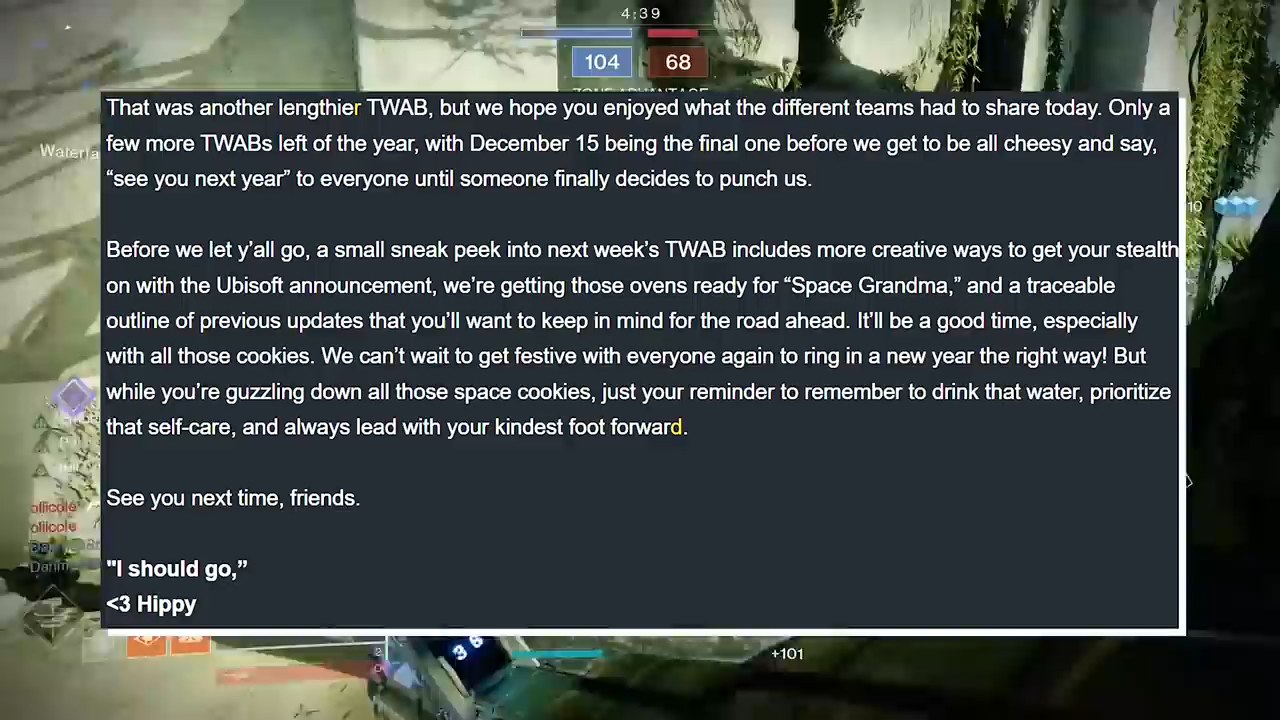 4:39
104 68
ZONE ADVANTAGE
That was another lengthier TWAB, but we hope you enjoyed what the different teams had to share today. Only a
few more TWABs left of the year, with December 15 being the final one before we get to be all cheesy and say,
“see you next year” to everyone until someone finally decides to punch us.
Before we let y’all go, a small sneak peek into next week’s TWAB includes more creative ways to get your stealth
on with the Ubisoft announcement, we’re getting those ovens ready for “Space Grandma,” and a traceable
outline of previous updates that you’ll want to keep in mind for the road ahead. It’ll be a good time, especially
with all those cookies. We can’t wait to get festive with everyone again to ring in a new year the right way! But
while you’re guzzling down all those space cookies, just your reminder to remember to drink that water, prioritize
that self-care, and always lead with your kindest foot forward.
See you next time, friends.
"I should go,”
<3 Hippy
10
ollicole
ollicole
+101